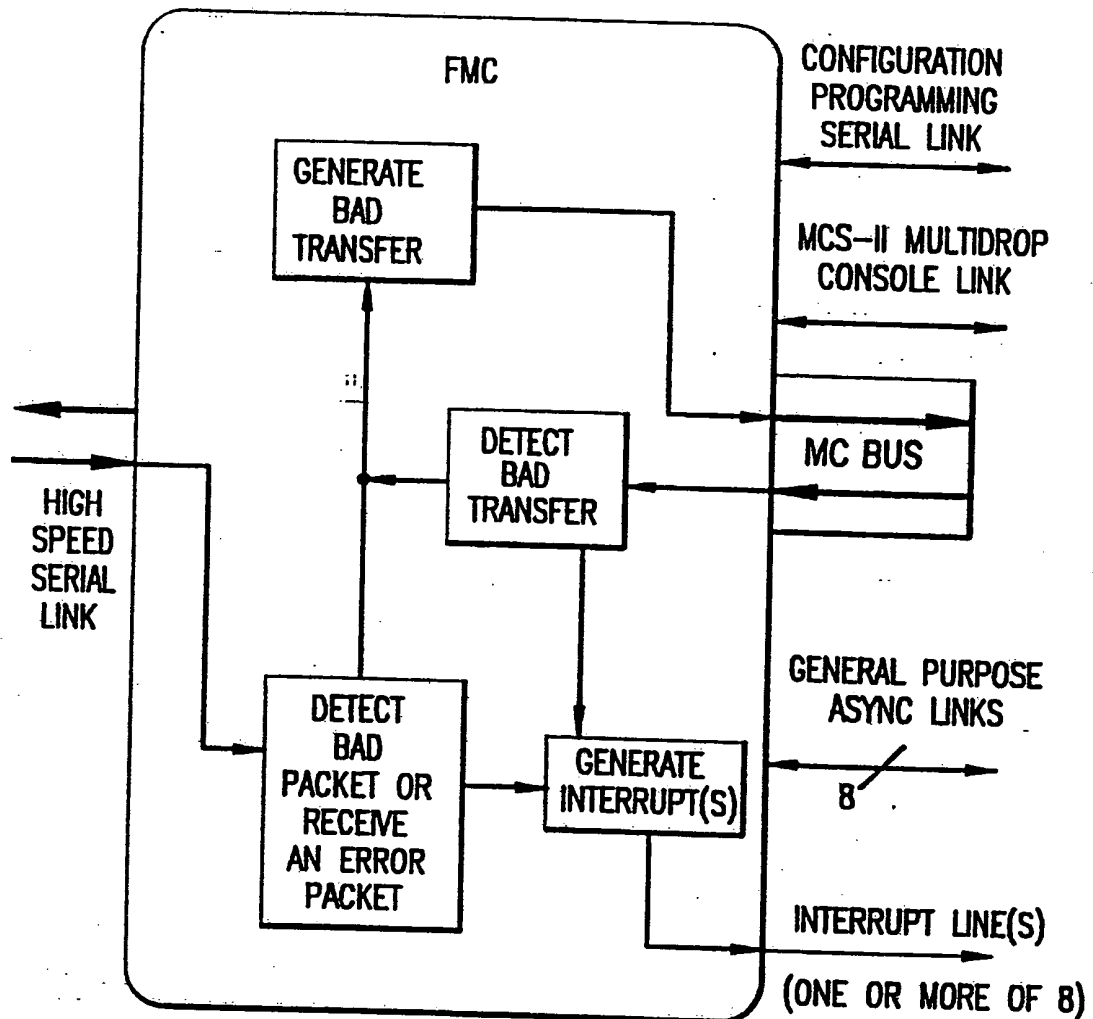 FMC
CONFIGURATION
PROGRAMMING
SERIAL LINK
GENERATE
BAD
TRANSFER
MCS-II MULTIDROP
CONSOLE LINK
DETECT
BAD
TRANSFER
MC BUS
HIGH
SPEED
SERIAL
LINK
DETECT
BAD
PACKET OR
RECEIVE
AN ERROR
PACKET
GENERATE
INTERRUPT(S)
GENERAL PURPOSE
ASYNC LINKS
8
INTERRUPT LINE(S)
(ONE OR MORE OF 8)